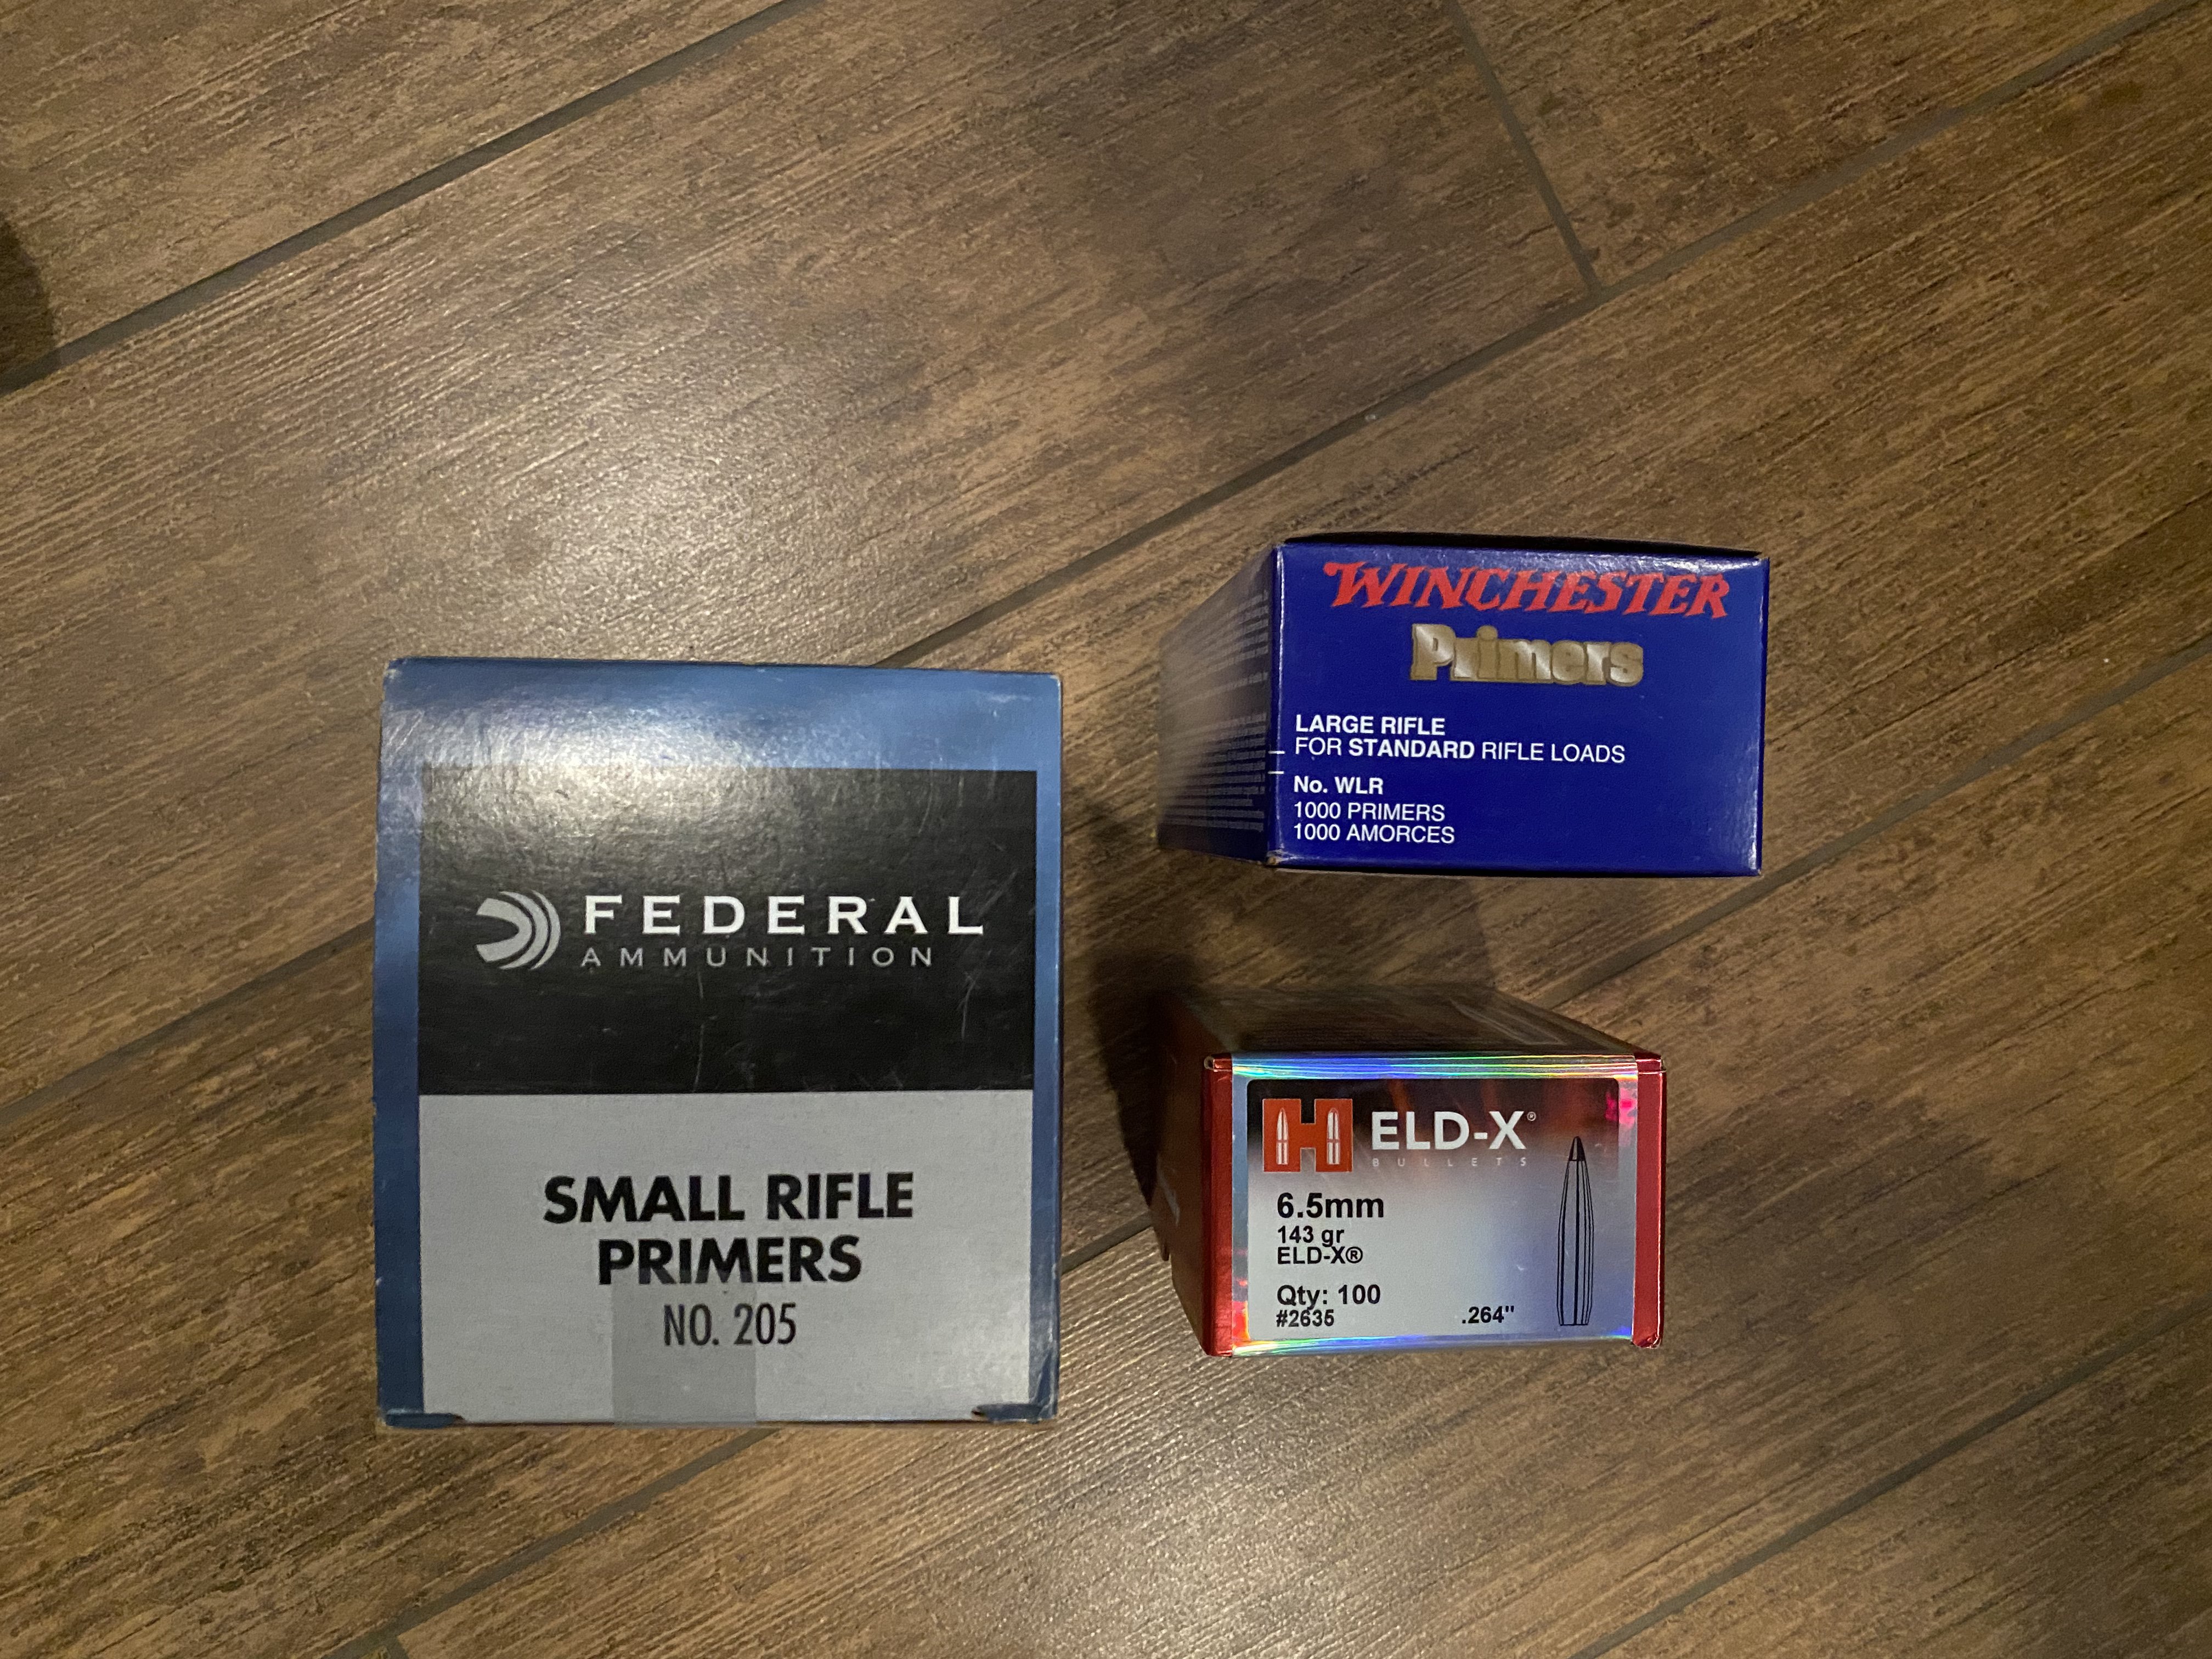 FEDERAL
AMMUNITION
SMALL RIFLE
PRIMERS
NO. 205
WINCHESTER
Primers
LARGE RIFLE
FOR STANDARD RIFLE LOADS
No. WLR
1000 PRIMERS
1000 AMORCES
H ELD-X®
BULLETS
6.5mm
143 gr
ELD-X®
Qty: 100
#2635 .264"